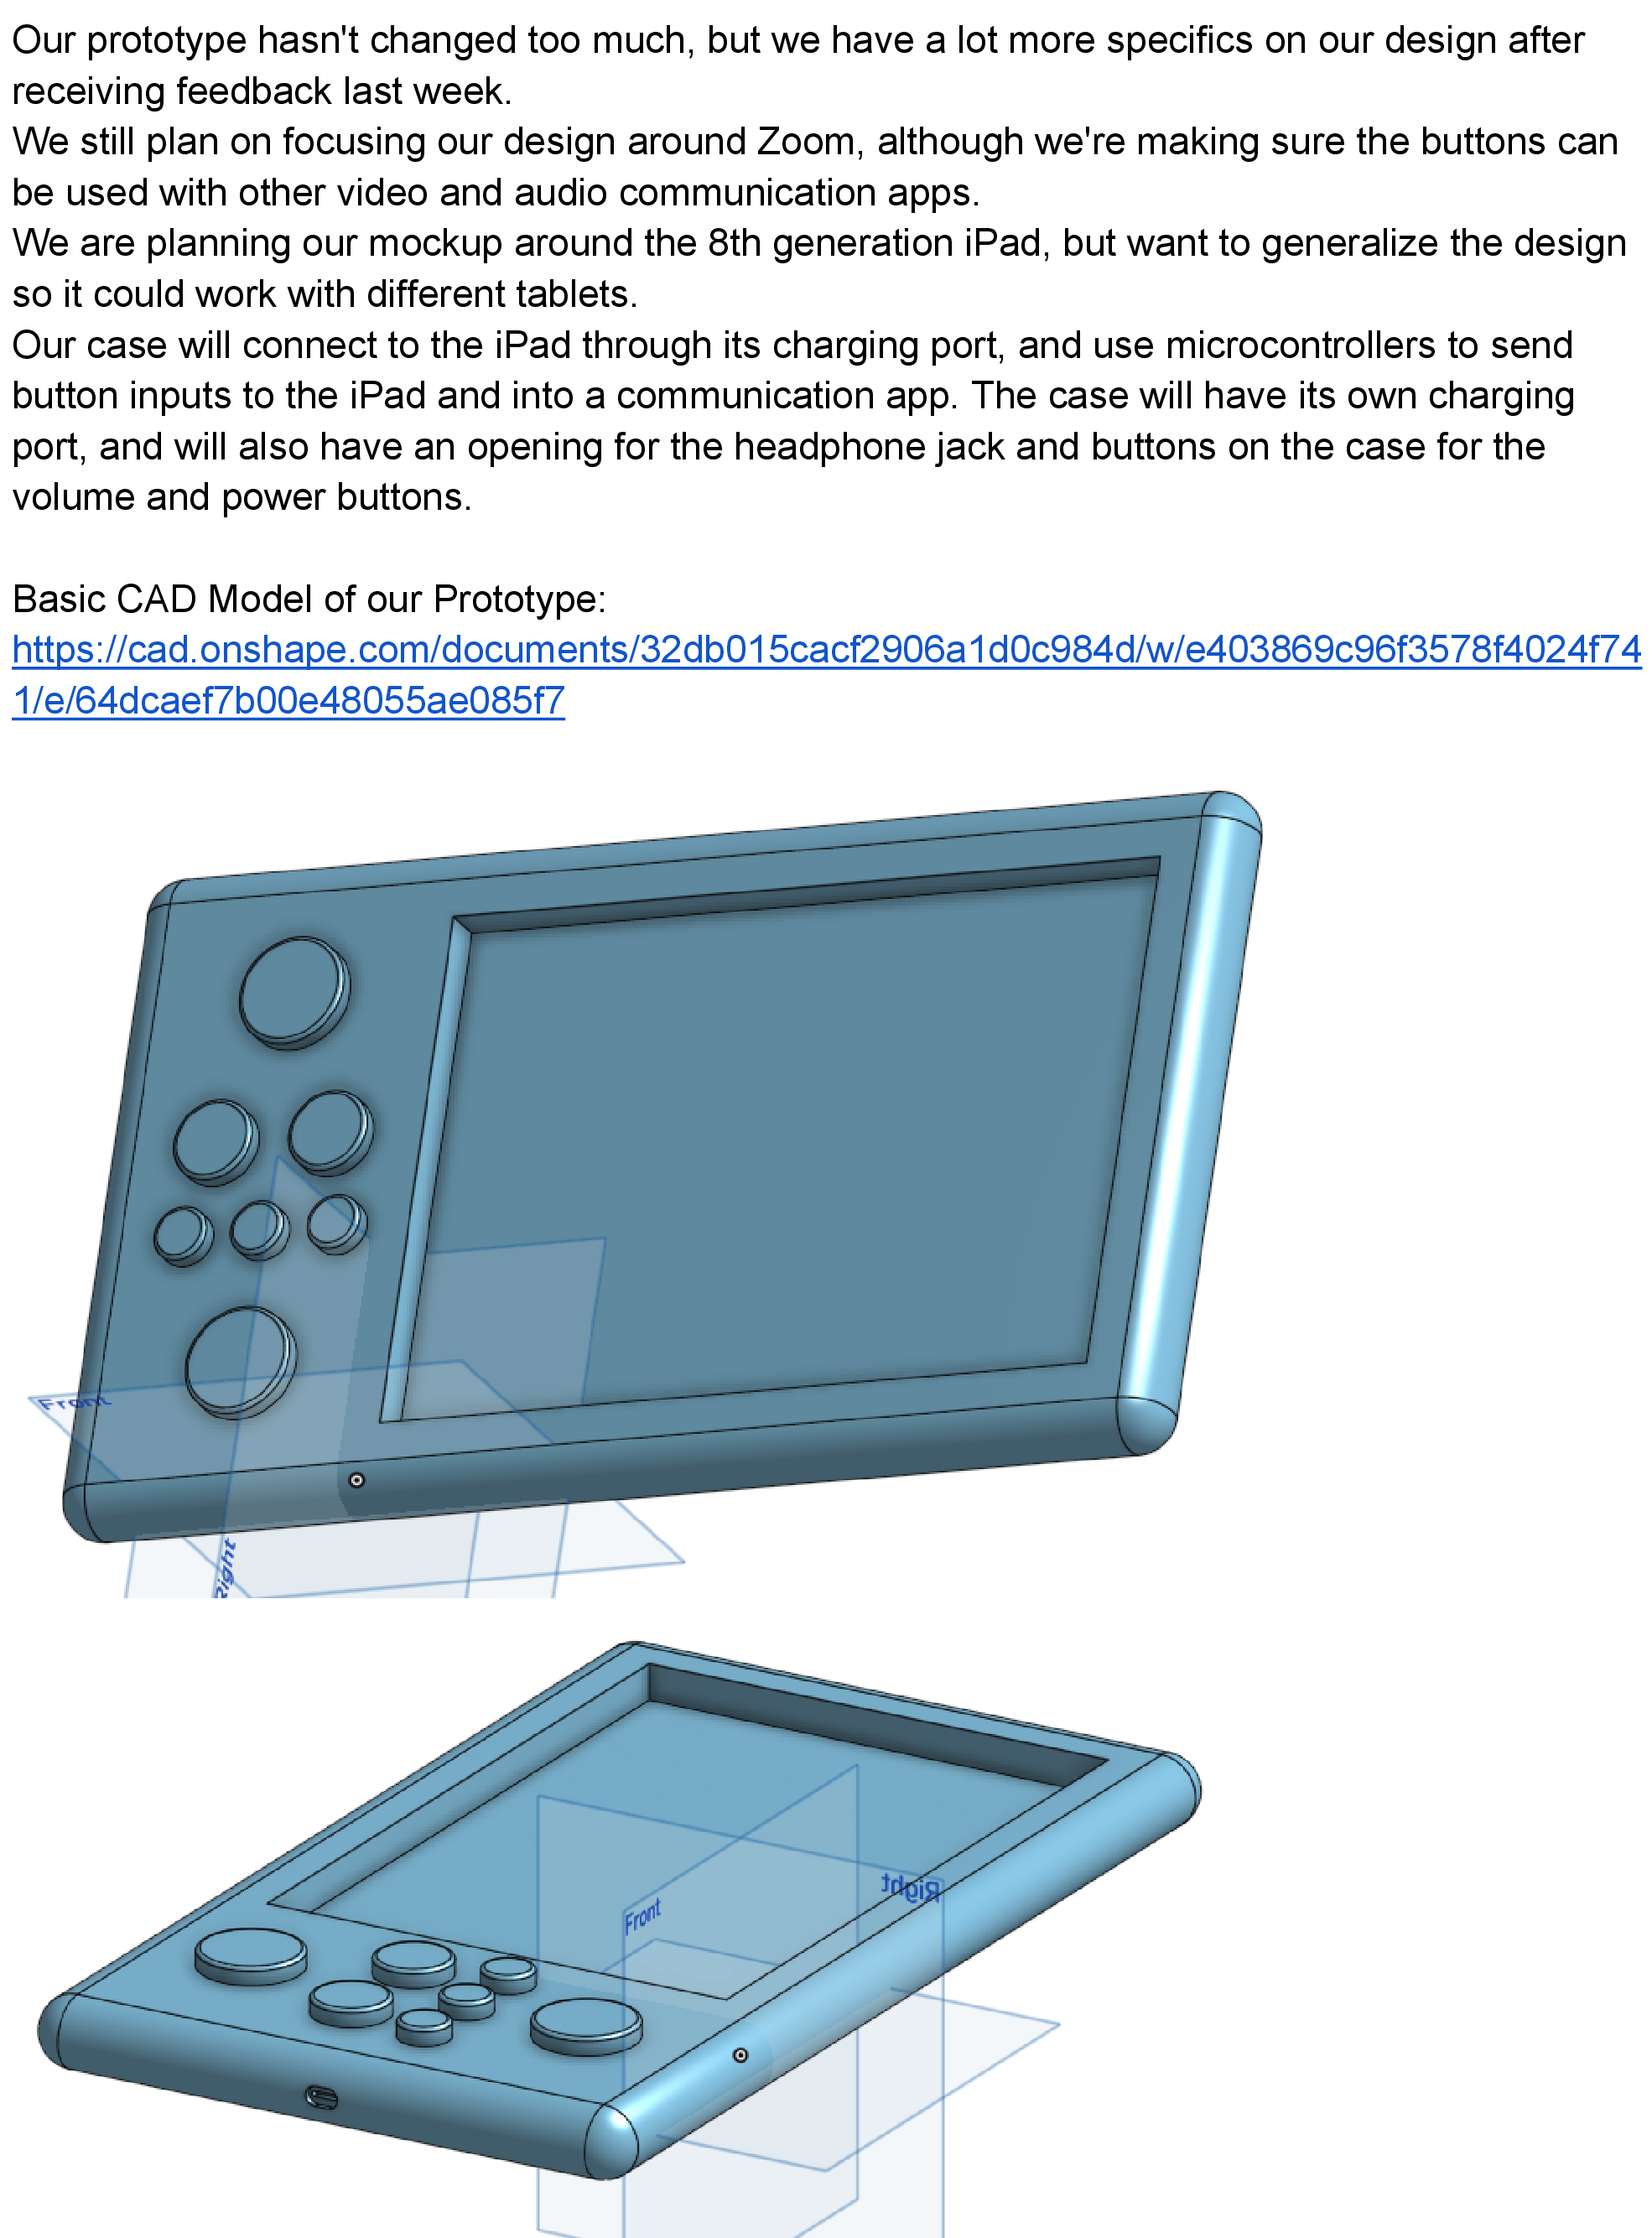 Our prototype hasn't changed too much, but we have a lot more specifics on our design after
receiving feedback last week.
We still plan on focusing our design around Zoom, although we're making sure the buttons can
be used with other video and audio communication apps.
We are planning our mockup around the 8th generation iPad, but want to generalize the design
so it could work with different tablets.
Our case will connect to the iPad through its charging port, and use microcontrollers to send
button inputs to the iPad and into a communication app. The case will have its own charging
port, and will also have an opening for the headphone jack and buttons on the case for the
volume and power buttons.
Basic CAD Model of our Prototype:
https://cad.onshape.com/documents/32db015cacf2906a1d0c984d/w/e403869c96f3578f4024f74
1/e/64dcaef7b00e48055ae085f7
Front
Right
Right
Front